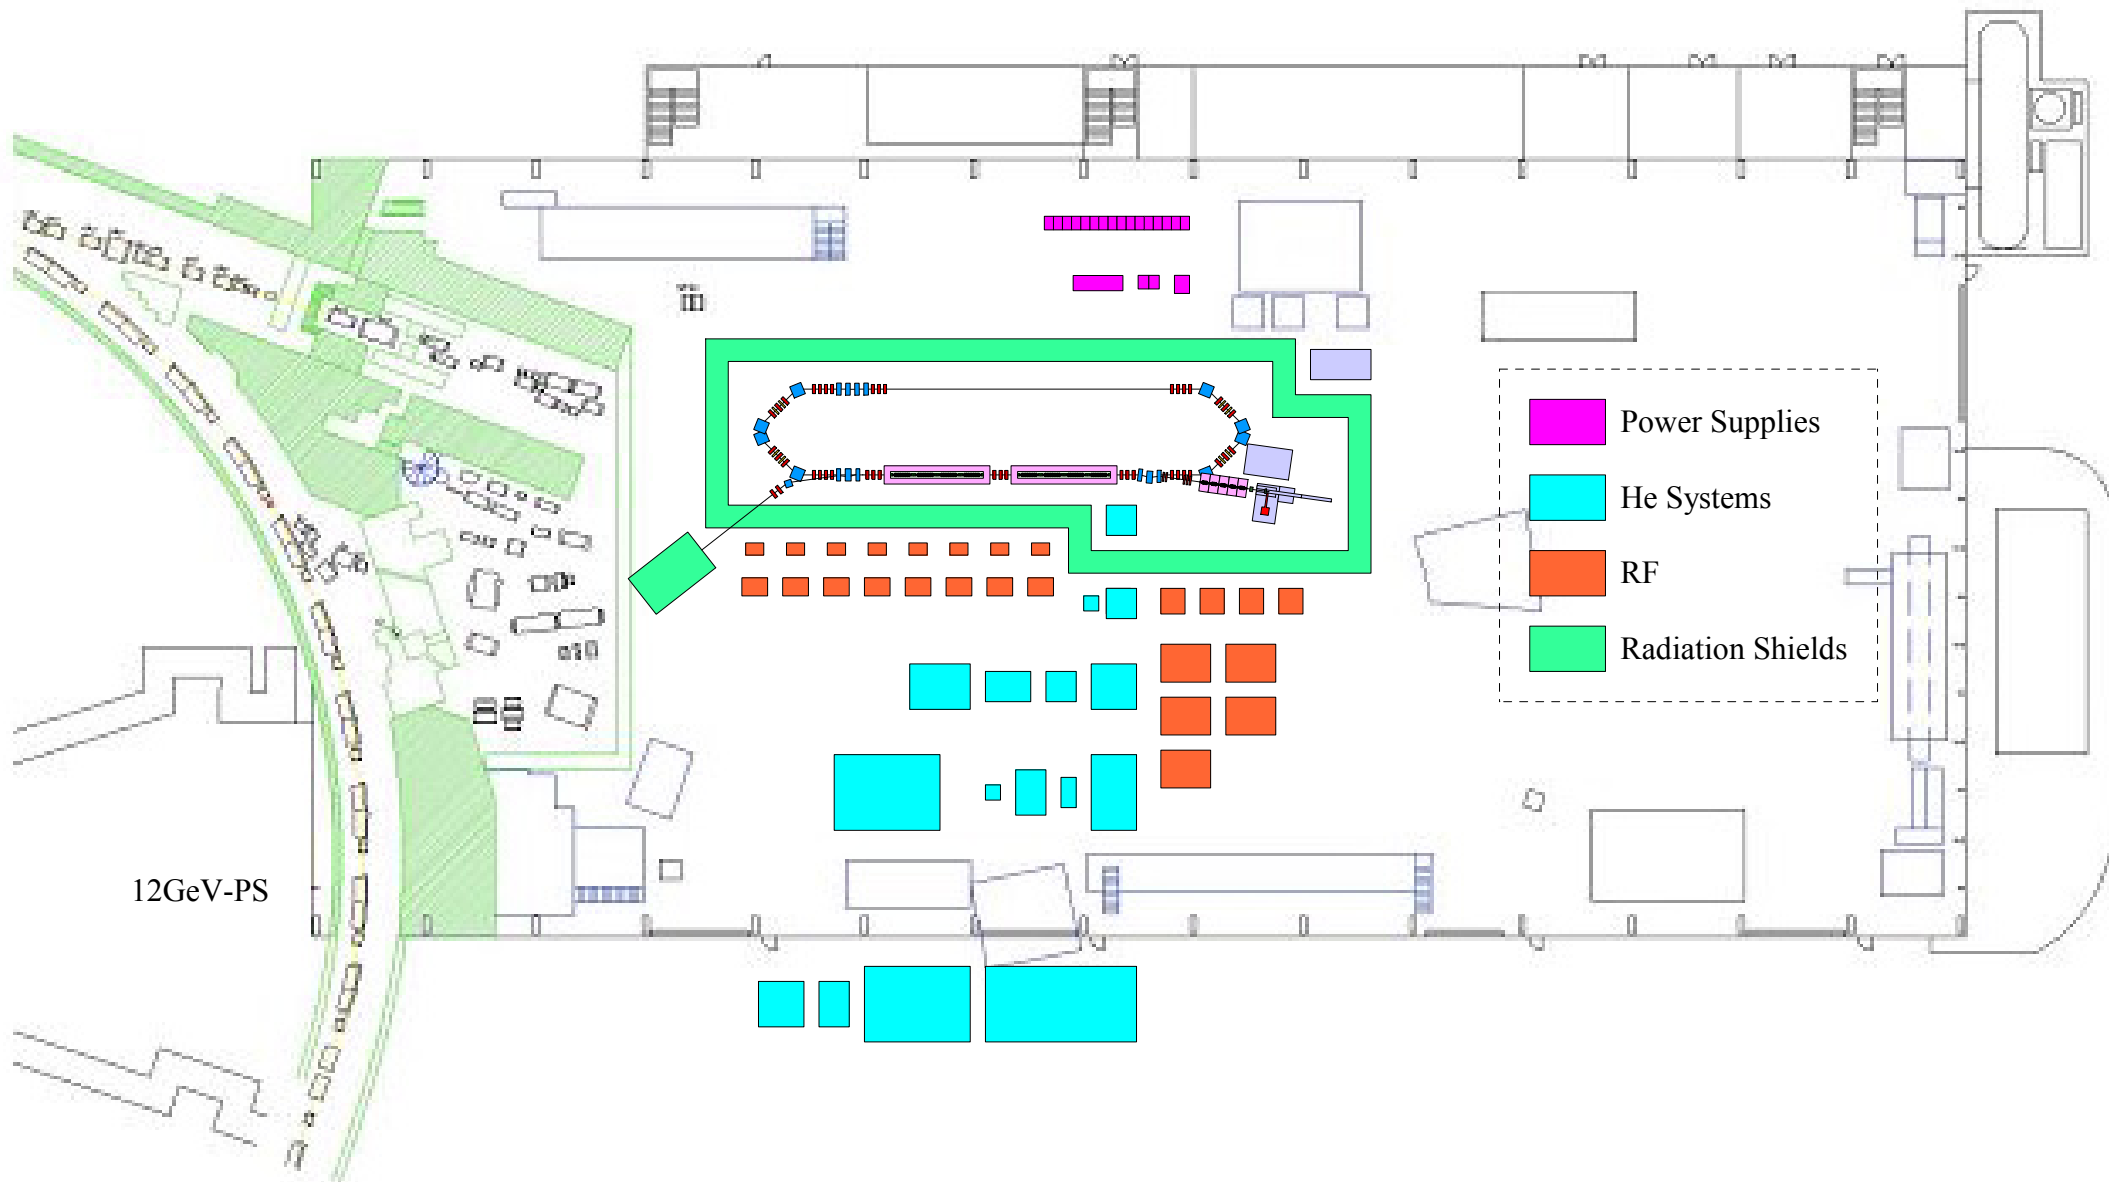 Power Supplies
He Systems
RF
Radiation Shields
12GeV-PS